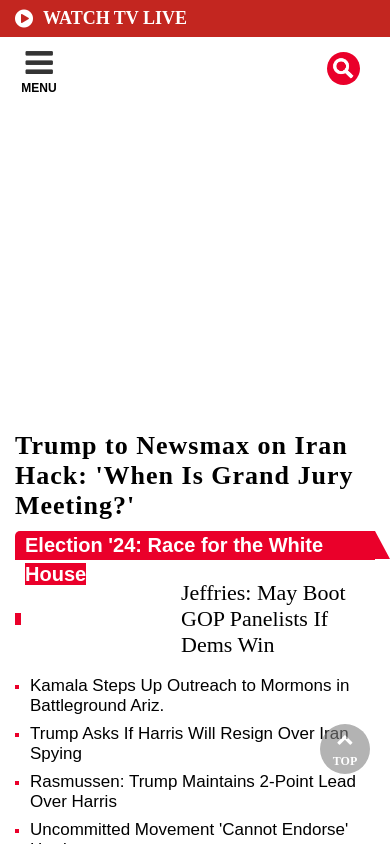 WATCH TV LIVE
MENU
Trump to Newsmax on Iran
Hack: 'When Is Grand Jury
Meeting?'
Election '24: Race for the White
House
Jeffries: May Boot
GOP Panelists If
Dems Win
Kamala Steps Up Outreach to Mormons in
Battleground Ariz.
Trump Asks If Harris Will Resign Over Iran
Spying
TOP
Rasmussen: Trump Maintains 2-Point Lead
Over Harris
Uncommitted Movement 'Cannot Endorse'